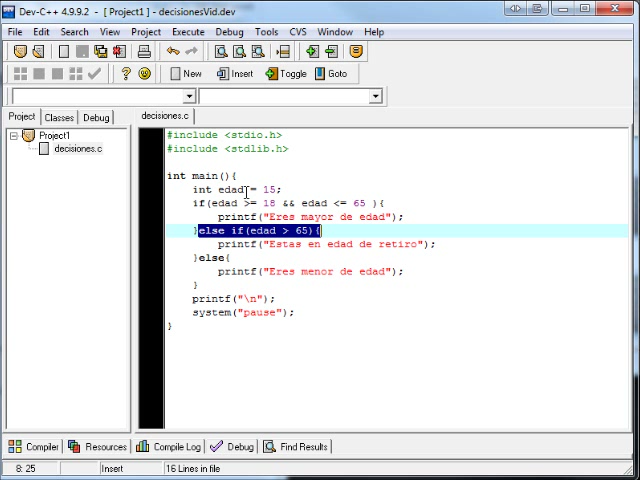 Dev-C++ 4.9.9.2 - [ Project1 ] - decisionesVid.dev
File Edit Search View Project Execute Debug Tools CVS Window Help
New Insert Toggle Goto
Project Classes Debug
decisiones.c
Project1
decisiones.c
#include <stdio.h>
#include <stdlib.h>
int main(){
int edad = 15;
if(edad >= 18 && edad <= 65 ){
printf("Eres mayor de edad");
}else if(edad > 65){
printf("Estas en edad de retiro");
}else{
printf("Eres menor de edad");
}
printf("\n");
system("pause");
}
Compiler Resources Compile Log Debug Find Results
8: 25 Insert 16 Lines in file